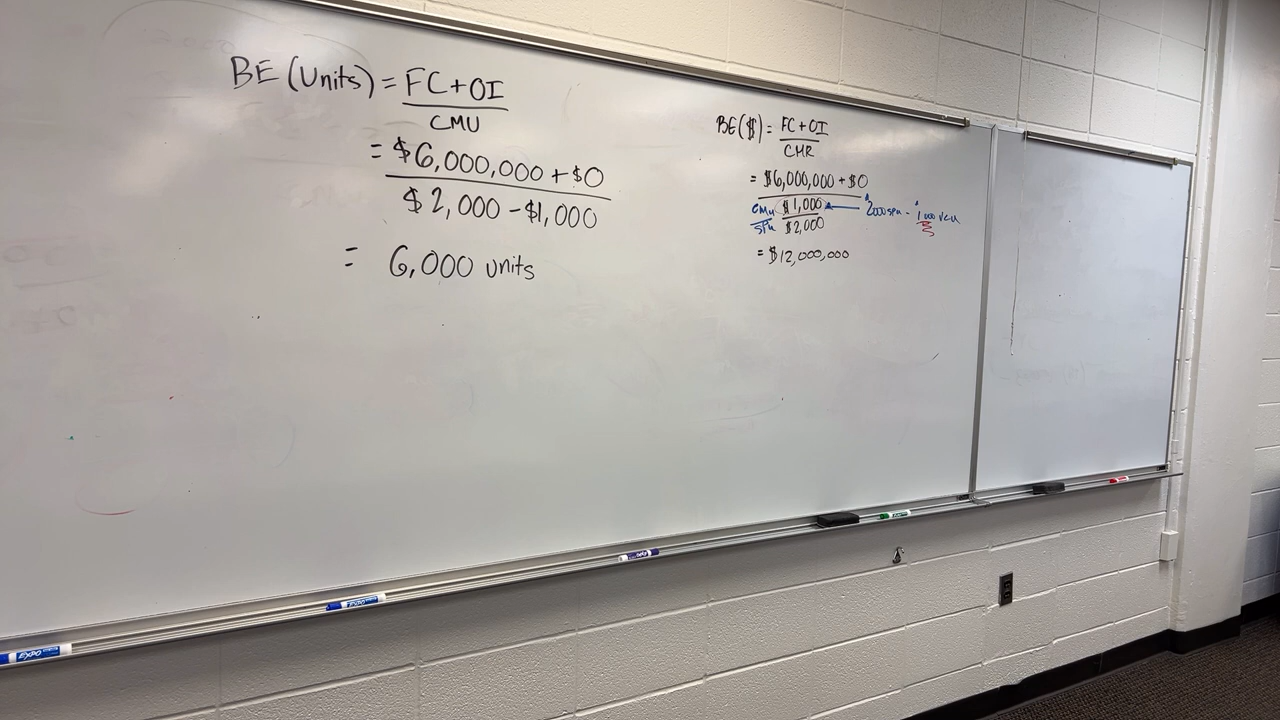 BE (Units) = FC+OI
CMU
= $6,000,000 + $0
$2,000 - $1,000
= 6,000 units
BE($) = FC+OI
CMR
= $6,000,000 + $0
CMU $1,000 2000 SPU - $1,000 VCU
SPU $2,000
= $12,000,000
EXPO
EXPO